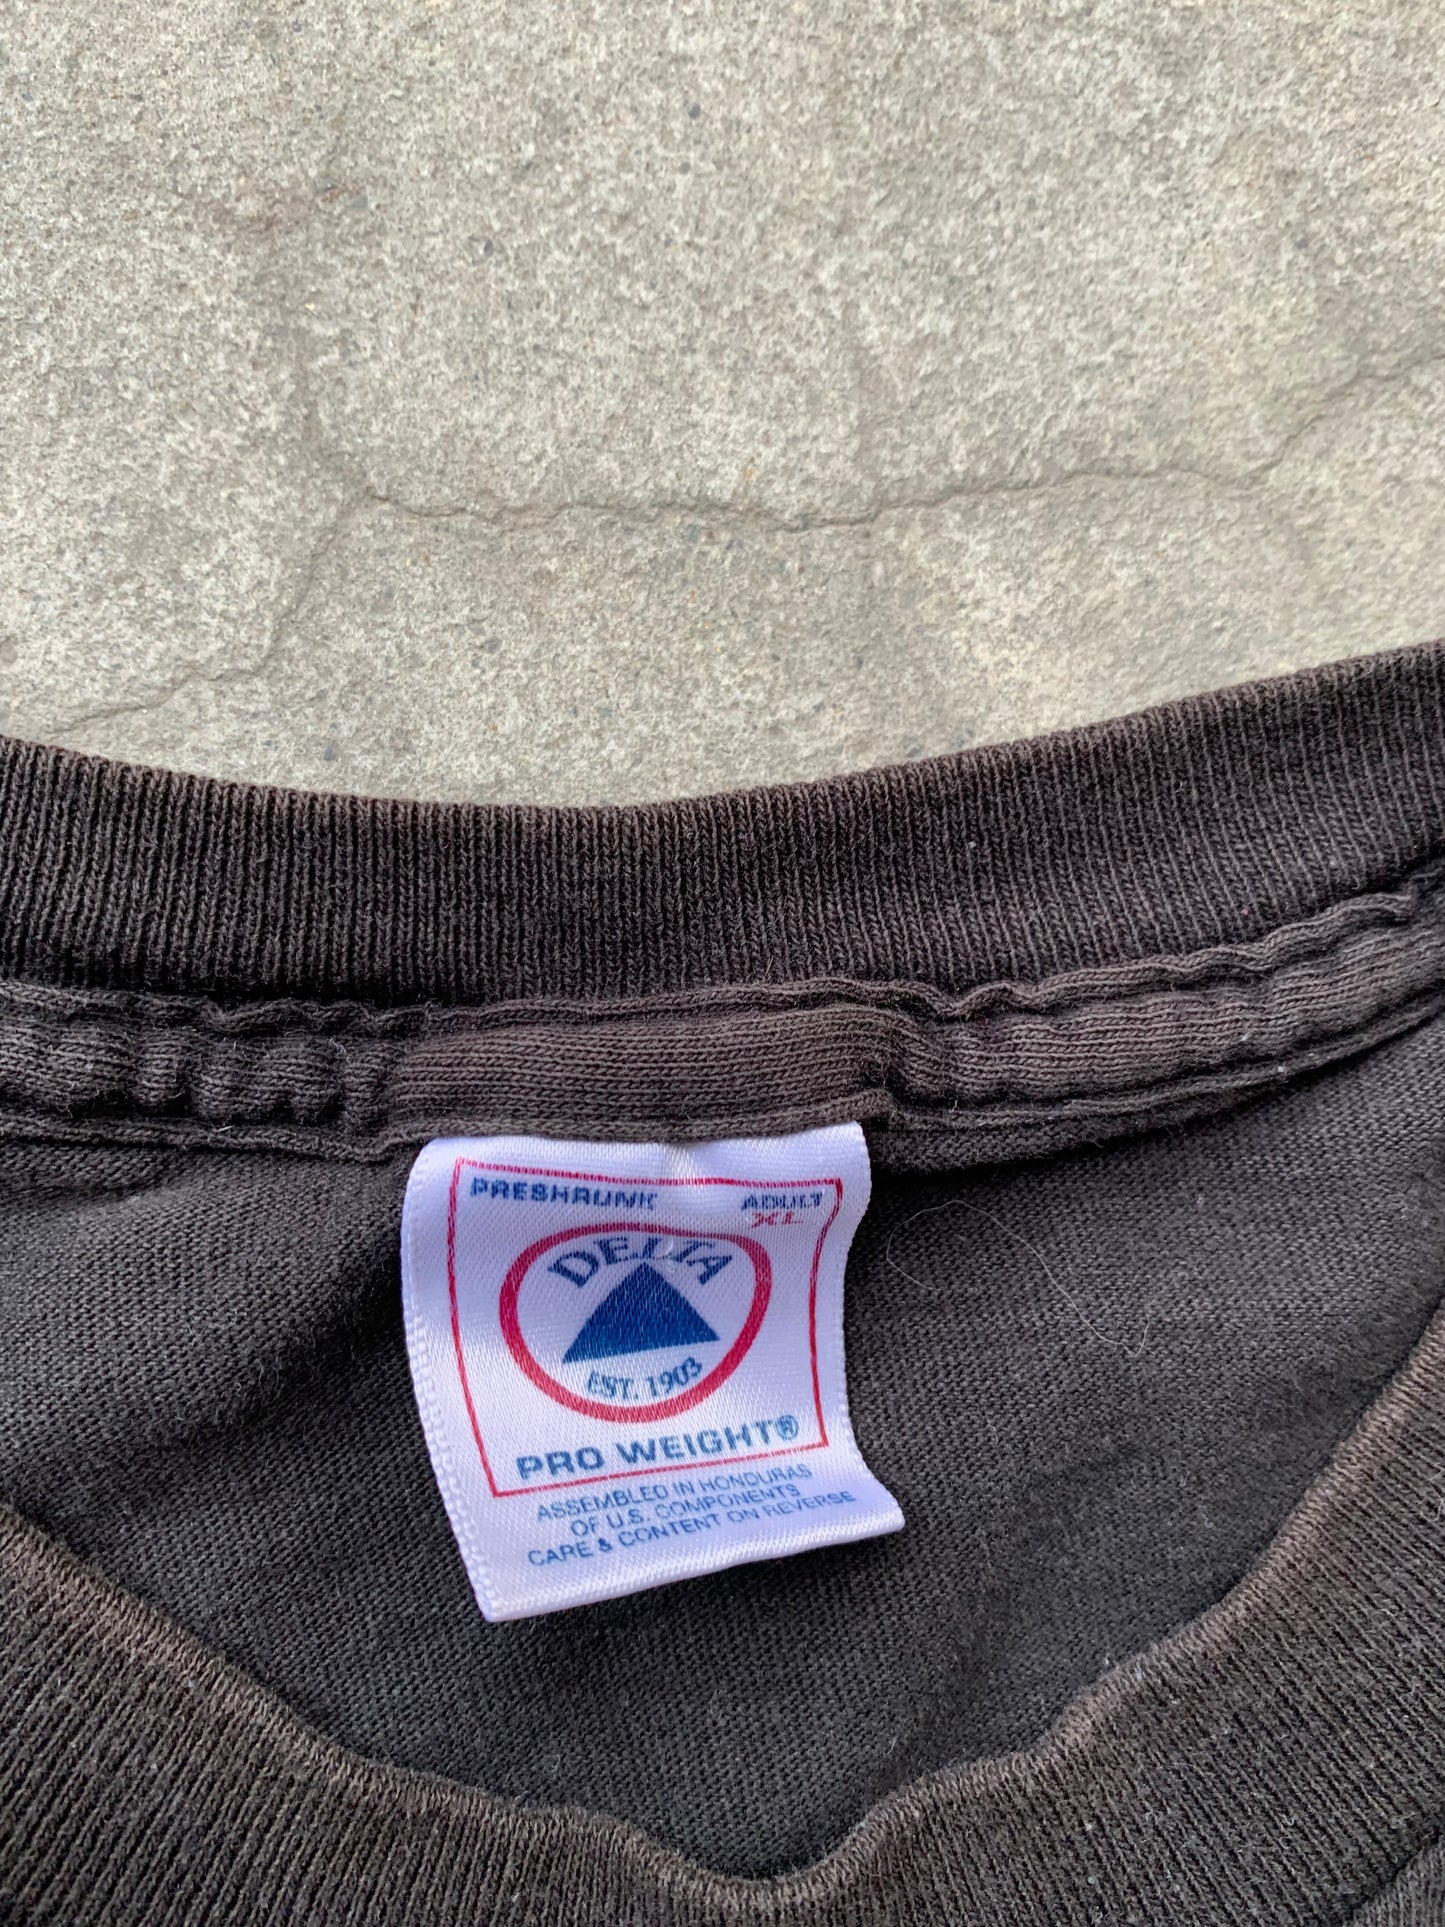 PRESHRUNK ADULT
XL
DELTA
EST. 1903
PRO WEIGHT®
ASSEMBLED IN HONDURAS
OF U.S. COMPONENTS
CARE & CONTENT ON REVERSE